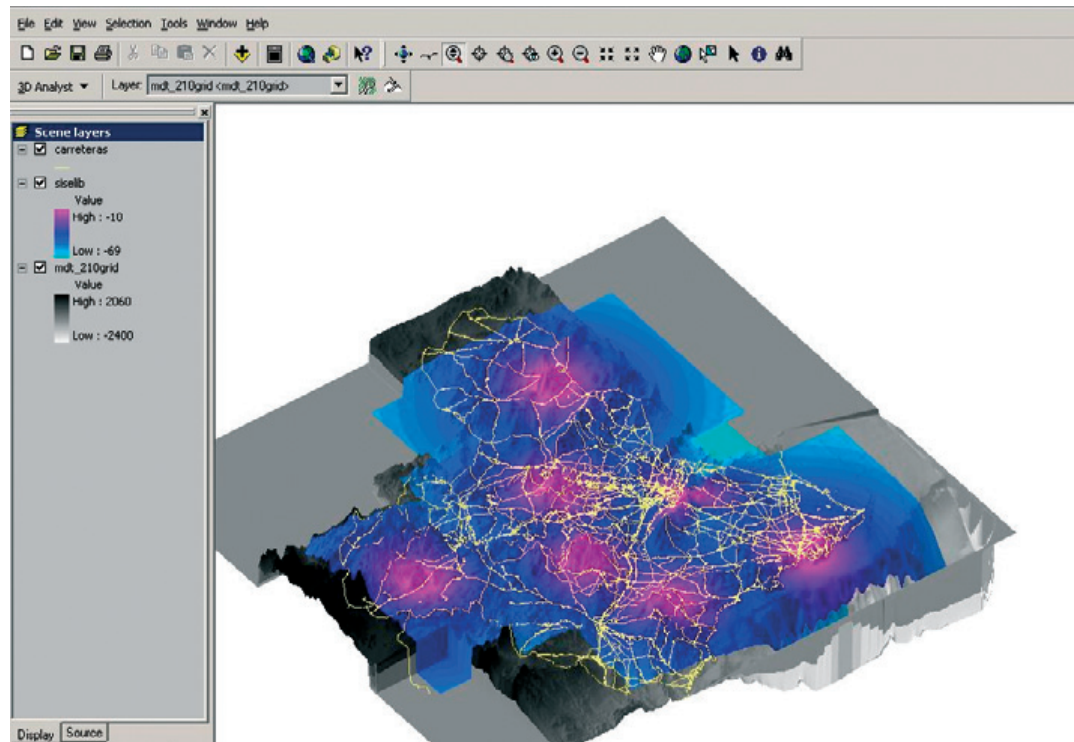 File Edit View Selection Tools Window Help
3D Analyst Layer: mdt_210grid <mdt_210grid>
Scene layers
carreteras
siselib
Value
High : -10
Low : -69
mdt_210grid
Value
High : 2060
Low : -2400
Display Source